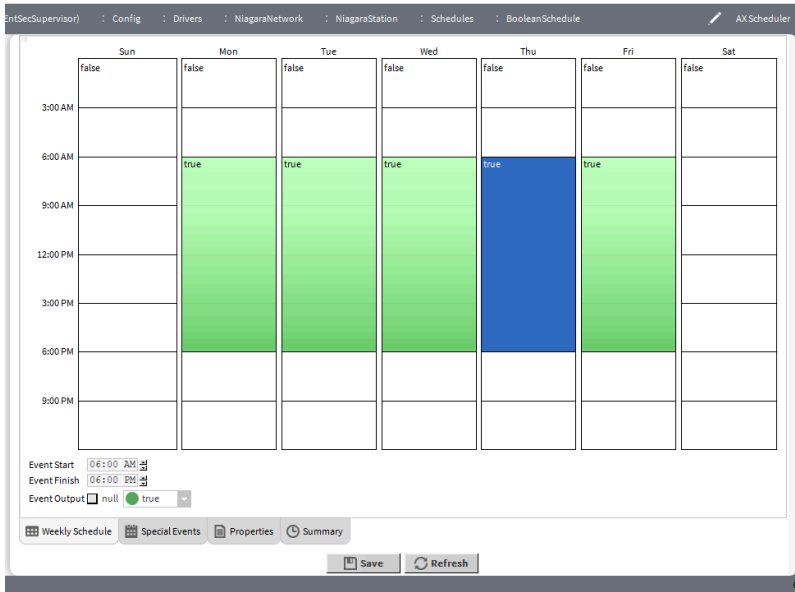 EntSecSupervisor) : Config : Drivers : NiagaraNetwork : NiagaraStation : Schedules : BooleanSchedule AX Scheduler
Sun Mon Tue Wed Thu Fri Sat
false false false false false false false
3:00 AM
6:00 AM
true true true true true
9:00 AM
12:00 PM
3:00 PM
6:00 PM
9:00 PM
Event Start 06:00 AM
Event Finish 06:00 PM
Event Output null true
Weekly Schedule Special Events Properties Summary
Save Refresh